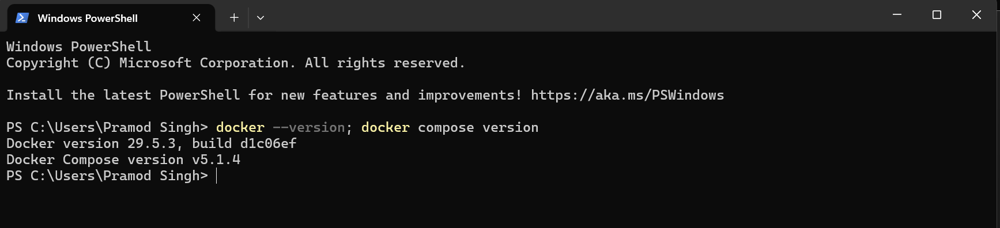 Windows PowerShell
Windows PowerShell
Copyright (C) Microsoft Corporation. All rights reserved.
Install the latest PowerShell for new features and improvements! https://aka.ms/PSWindows
PS C:\Users\Pramod Singh> docker --version; docker compose version
Docker version 29.5.3, build d1c06ef
Docker Compose version v5.1.4
PS C:\Users\Pramod Singh>